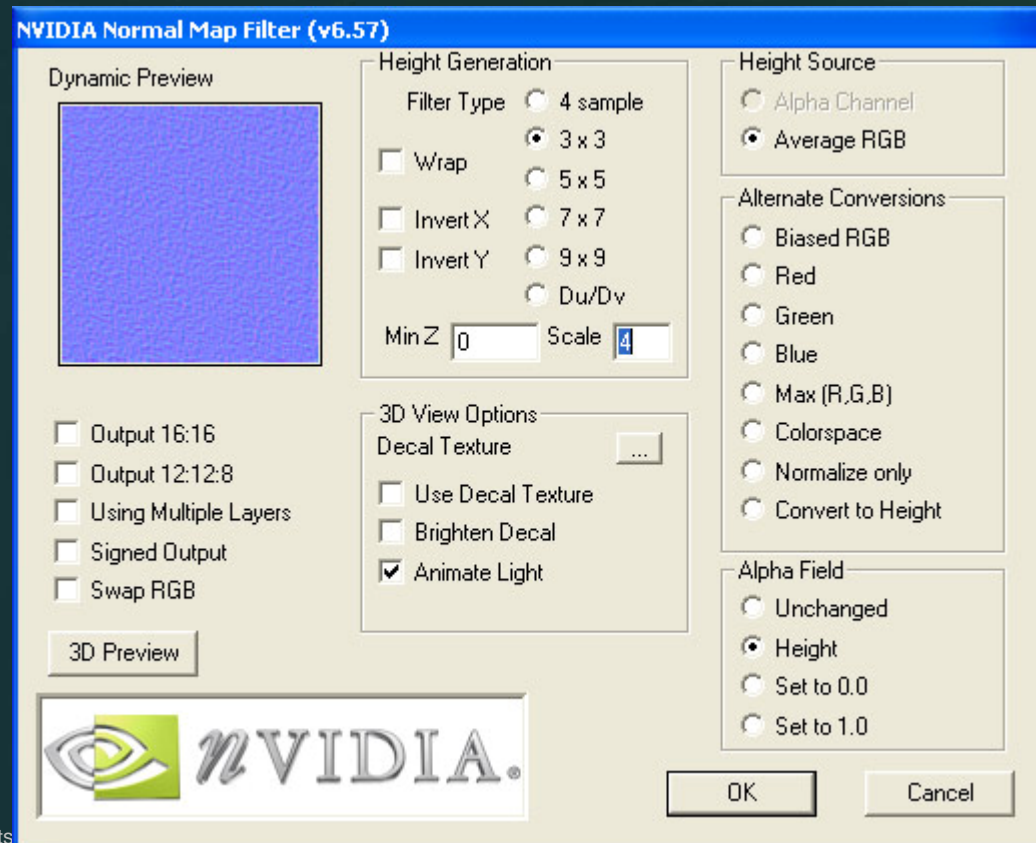 NVIDIA Normal Map Filter (v6.57)
Dynamic Preview
Output 16:16
Output 12:12:8
Using Multiple Layers
Signed Output
Swap RGB
3D Preview
nVIDIA.
Height Generation
Filter Type
4 sample
3 x 3
5 x 5
7 x 7
9 x 9
Du/Dv
Wrap
Invert X
Invert Y
Min Z 0 Scale 4
3D View Options
Decal Texture ...
Use Decal Texture
Brighten Decal
Animate Light
Height Source
Alpha Channel
Average RGB
Alternate Conversions
Biased RGB
Red
Green
Blue
Max (R,G,B)
Colorspace
Normalize only
Convert to Height
Alpha Field
Unchanged
Height
Set to 0.0
Set to 1.0
OK Cancel